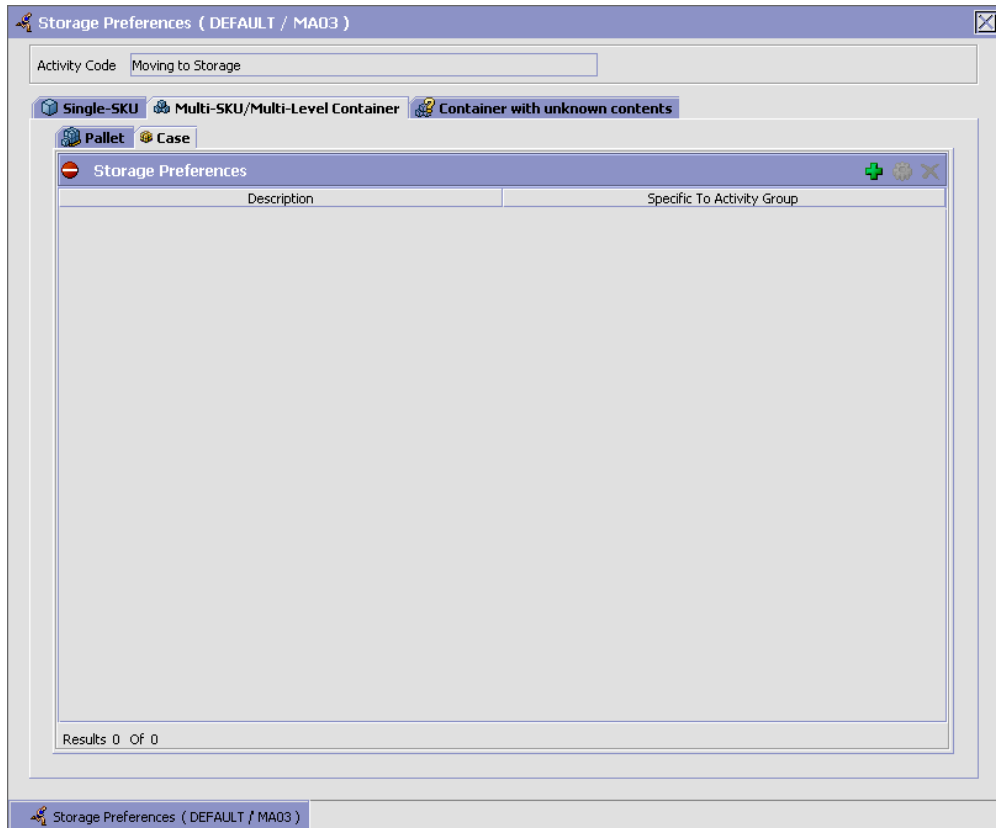 Storage Preferences ( DEFAULT / MA03 )
Activity Code Moving to Storage
Single-SKU Multi-SKU/Multi-Level Container Container with unknown contents
Pallet Case
Storage Preferences
Description Specific To Activity Group
Results 0 Of 0
Storage Preferences ( DEFAULT / MA03 )